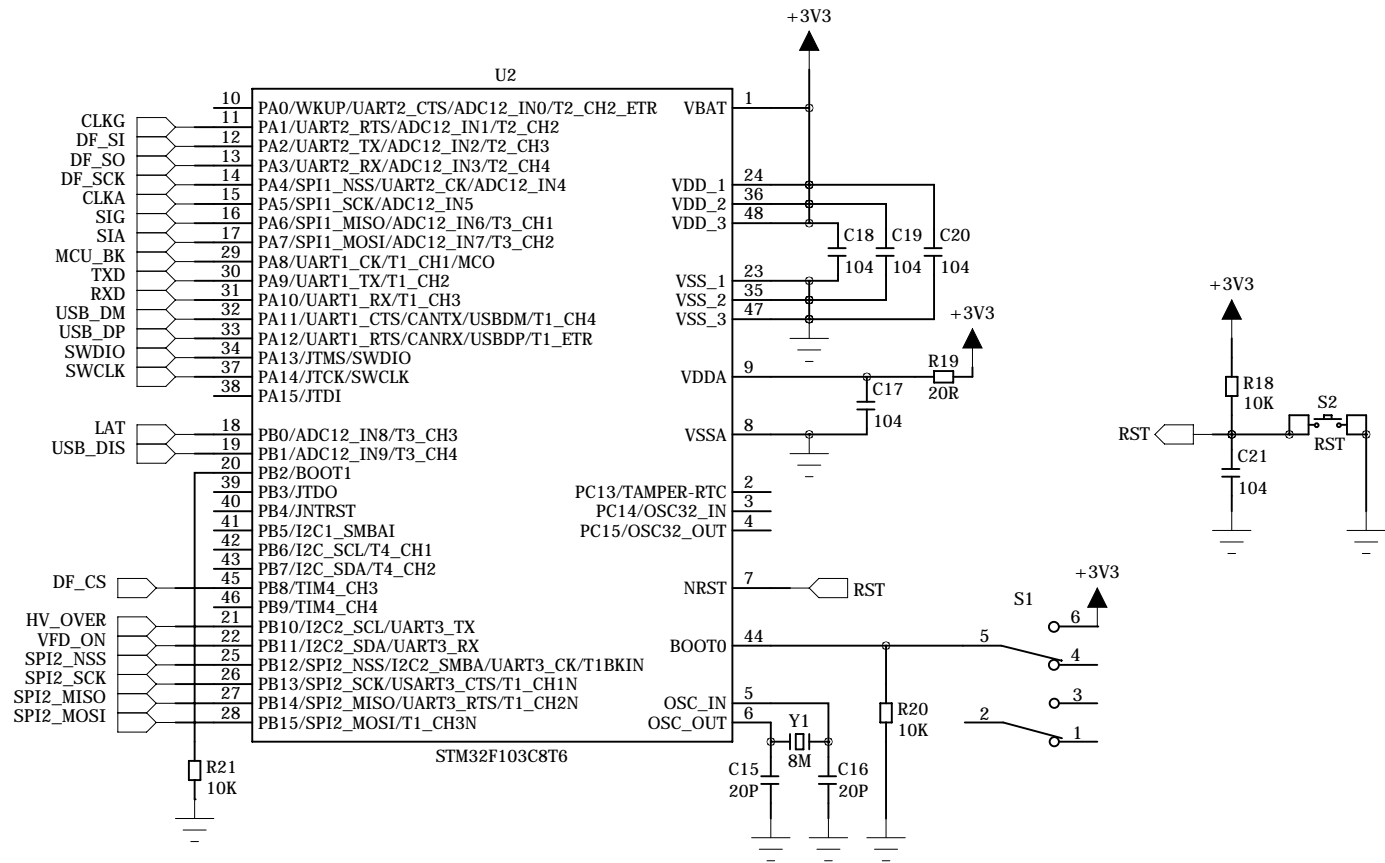 +3V3
U2
10 PA0/WKUP/UART2_CTS/ADC12_IN0/T2_CH2_ETR VBAT 1
CLKG 11 PA1/UART2_RTS/ADC12_IN1/T2_CH2
DF_SI 12 PA2/UART2_TX/ADC12_IN2/T2_CH3
DF_SO 13 PA3/UART2_RX/ADC12_IN3/T2_CH4
DF_SCK 14 PA4/SPI1_NSS/UART2_CK/ADC12_IN4 VDD_1 24
CLKA 15 PA5/SPI1_SCK/ADC12_IN5 VDD_2 36
SIG 16 PA6/SPI1_MISO/ADC12_IN6/T3_CH1 VDD_3 48
SIA 17 PA7/SPI1_MOSI/ADC12_IN7/T3_CH2 C18 C19 C20
MCU_BK 29 PA8/UART1_CK/T1_CH1/MCO 104 104 104
TXD 30 PA9/UART1_TX/T1_CH2 VSS_1 23
RXD 31 PA10/UART1_RX/T1_CH3 VSS_2 35
USB_DM 32 PA11/UART1_CTS/CANTX/USBDM/T1_CH4 VSS_3 47
USB_DP 33 PA12/UART1_RTS/CANRX/USBDP/T1_ETR
SWDIO 34 PA13/JTMS/SWDIO
SWCLK 37 PA14/JTCK/SWCLK VDDA 9
38 PA15/JTDI
+3V3
R19
20R
C17
104
LAT 18 PB0/ADC12_IN8/T3_CH3 VSSA 8
USB_DIS 19 PB1/ADC12_IN9/T3_CH4
20 PB2/BOOT1
39 PB3/JTDO PC13/TAMPER-RTC 2
40 PB4/JNTRST PC14/OSC32_IN 3
41 PB5/I2C1_SMBAI PC15/OSC32_OUT 4
42 PB6/I2C_SCL/T4_CH1
43 PB7/I2C_SDA/T4_CH2
DF_CS 45 PB8/TIM4_CH3 NRST 7 RST
46 PB9/TIM4_CH4
HV_OVER 21 PB10/I2C2_SCL/UART3_TX
VFD_ON 22 PB11/I2C2_SDA/UART3_RX BOOT0 44
SPI2_NSS 25 PB12/SPI2_NSS/I2C2_SMBA/UART3_CK/T1BKIN
SPI2_SCK 26 PB13/SPI2_SCK/USART3_CTS/T1_CH1N
SPI2_MISO 27 PB14/SPI2_MISO/UART3_RTS/T1_CH2N OSC_IN 5
SPI2_MOSI 28 PB15/SPI2_MOSI/T1_CH3N OSC_OUT 6
STM32F103C8T6
R21
10K
Y1
8M
C15
20P
C16
20P
R20
10K
+3V3
R18
10K
S2
RST
RST
C21
104
+3V3
S1
6
5
4
3
2
1